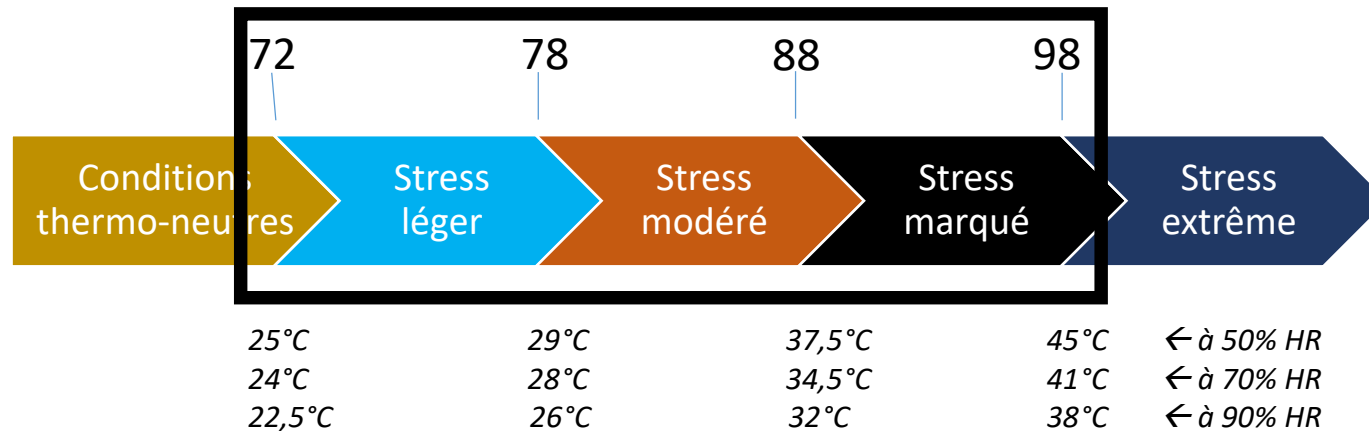 72 78 88 98
Conditions
thermo-neutres
Stress
léger
Stress
modéré
Stress
marqué
Stress
extrême
25°C 29°C 37,5°C 45°C ← à 50% HR
24°C 28°C 34,5°C 41°C ← à 70% HR
22,5°C 26°C 32°C 38°C ← à 90% HR